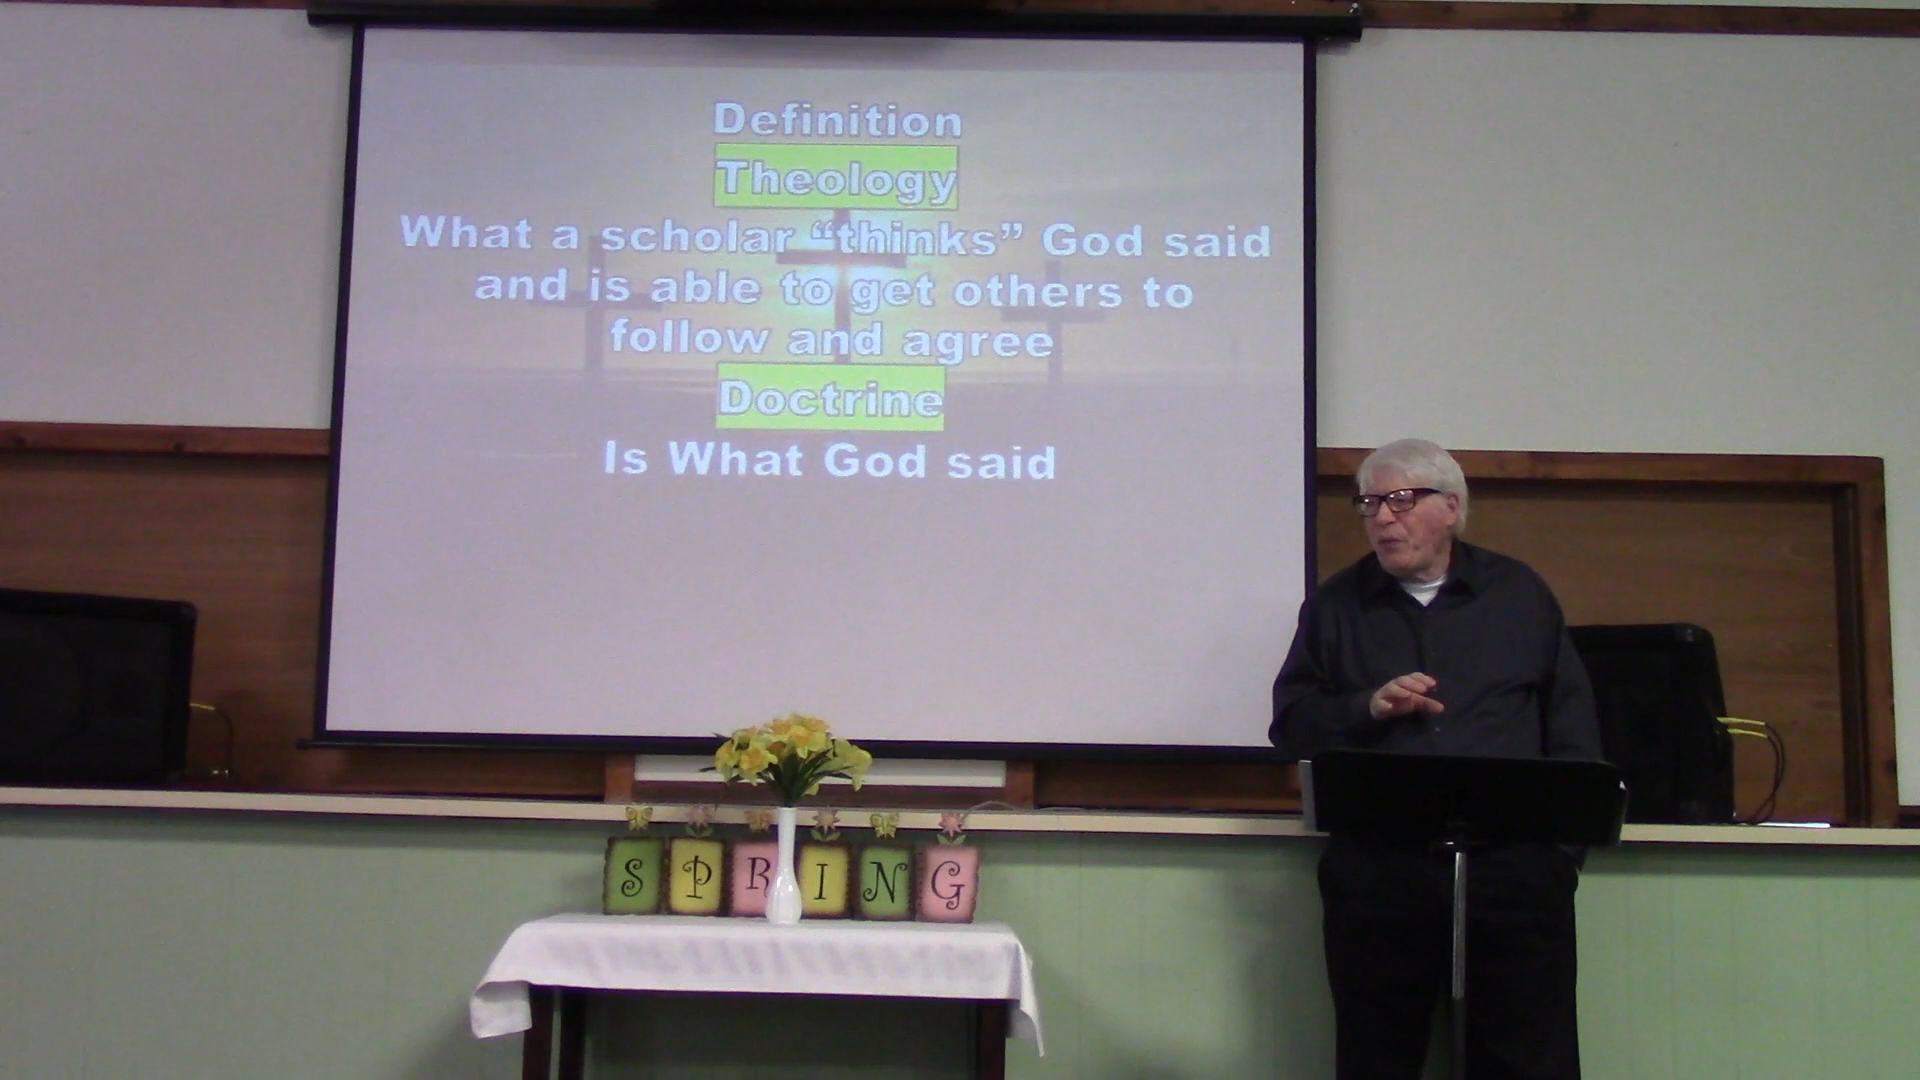 Definition
Theology
What a scholar “thinks” God said
and is able to get others to
follow and agree
Doctrine
Is What God said
SPRING